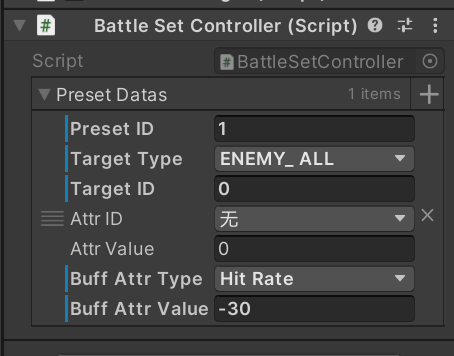 Battle Set Controller (Script)
Script BattleSetController
Preset Datas 1 items
Preset ID 1
Target Type ENEMY_ ALL
Target ID 0
Attr ID 无
Attr Value 0
Buff Attr Type Hit Rate
Buff Attr Value -30